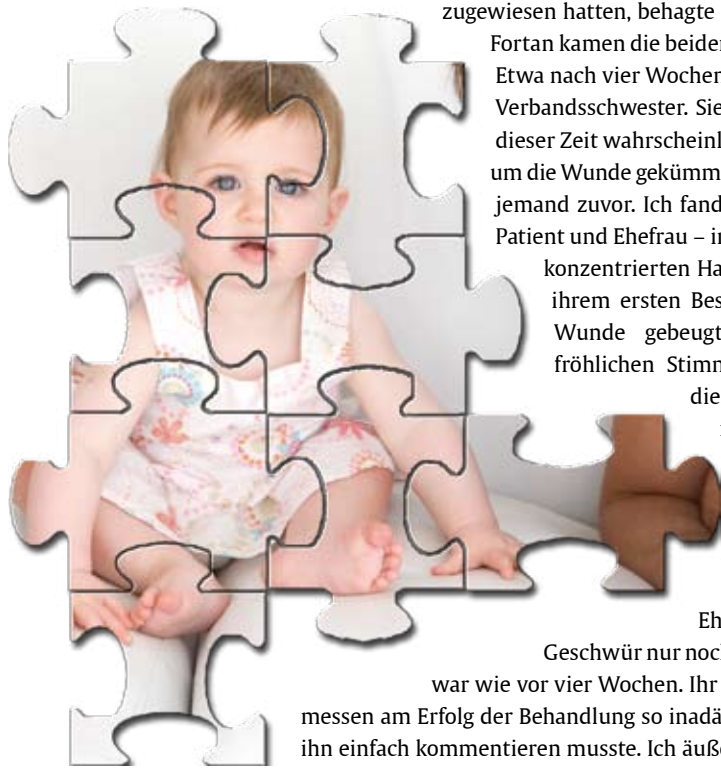 zugewiesen hatten, behagte
Fortan kamen die beiden
Etwa nach vier Wochen
Verbandsschwester. Sie
dieser Zeit wahrscheinl
um die Wunde gekümm
jemand zuvor. Ich fand
Patient und Ehefrau – in
konzentrierten Ha
ihrem ersten Bes
Wunde gebeugt
fröhlichen Stimm
die
Eh
Geschwür nur noch
war wie vor vier Wochen. Ihr
messen am Erfolg der Behandlung so inadä
ihn einfach kommentieren musste. Ich äuße